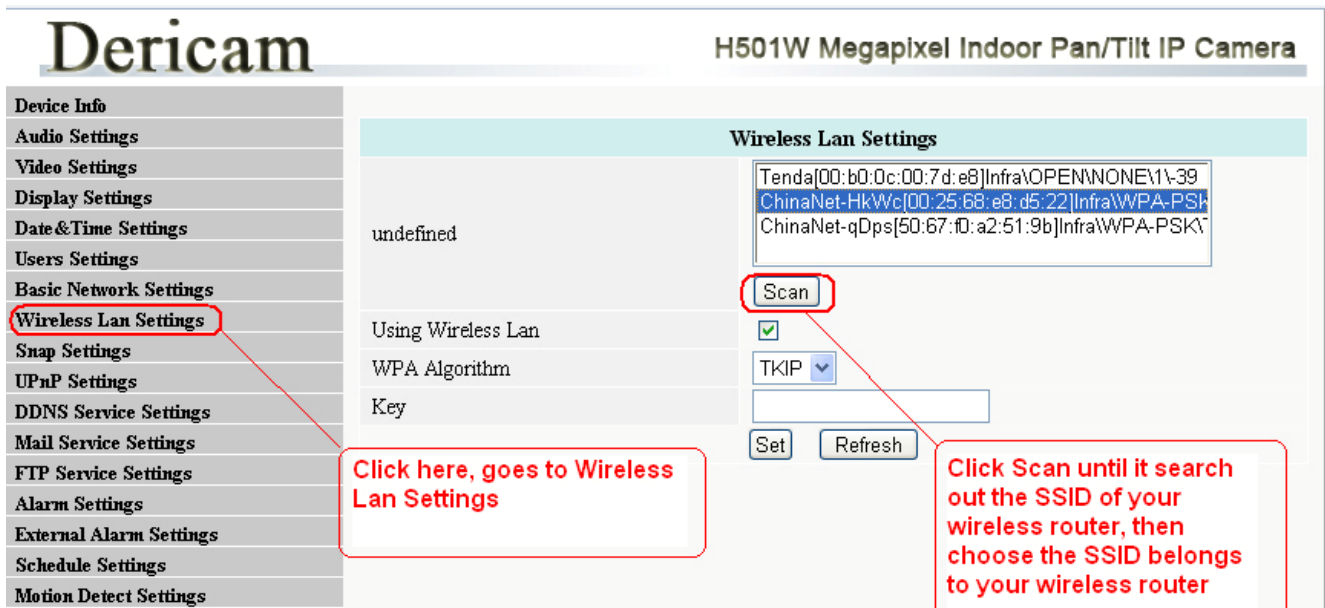 Dericam
H501W Megapixel Indoor Pan/Tilt IP Camera
Device Info
Audio Settings
Video Settings
Display Settings
Date&Time Settings
Users Settings
Basic Network Settings
Wireless Lan Settings
Snap Settings
UPnP Settings
DDNS Service Settings
Mail Service Settings
FTP Service Settings
Alarm Settings
External Alarm Settings
Schedule Settings
Motion Detect Settings
Wireless Lan Settings
undefined
Tenda[00:b0:0c:00:7d:e8]Infra\OPEN\NONE\1\-39
ChinaNet-HkWc[00:25:68:e8:d5:22]Infra\WPA-PSK
ChinaNet-qDps[50:67:f0:a2:51:9b]Infra\WPA-PSK\T
Scan
Using Wireless Lan
WPA Algorithm
TKIP
Key
Set Refresh
Click here, goes to Wireless
Lan Settings
Click Scan until it search
out the SSID of your
wireless router, then
choose the SSID belongs
to your wireless router